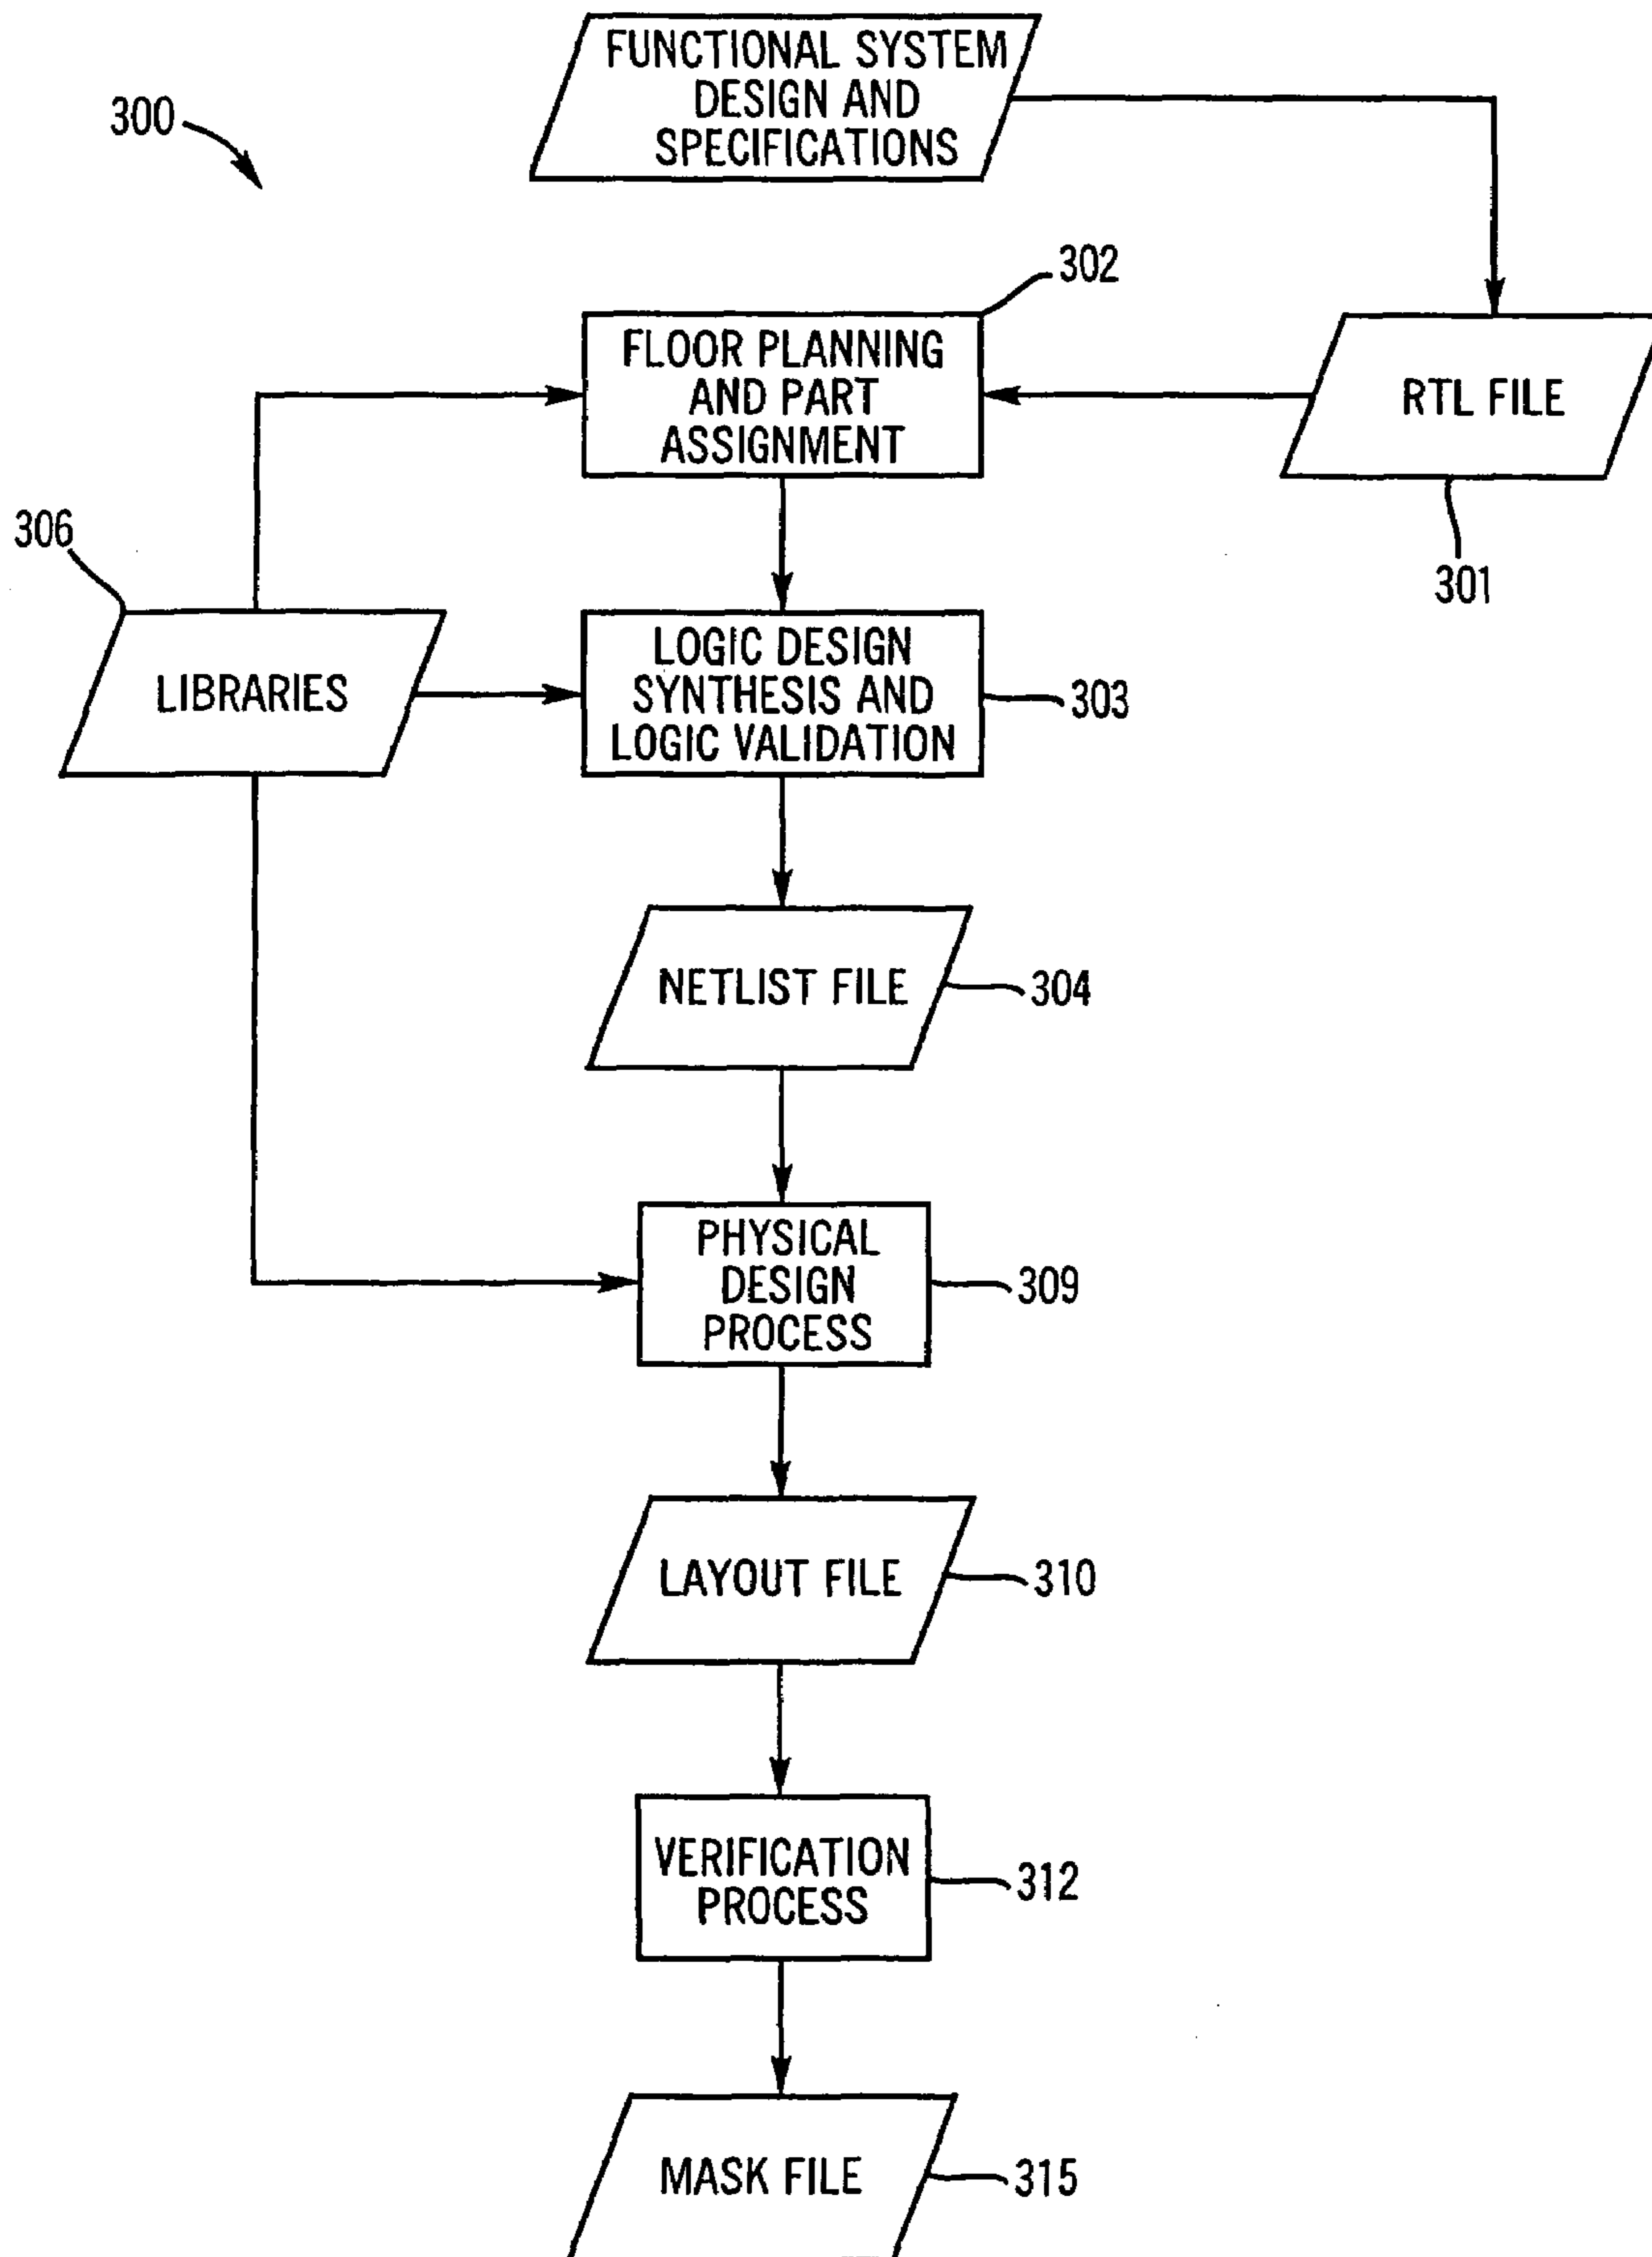 FUNCTIONAL SYSTEM
DESIGN AND
SPECIFICATIONS
300
302
FLOOR PLANNING
AND PART
ASSIGNMENT
RTL FILE
301
306
LIBRARIES
LOGIC DESIGN
SYNTHESIS AND
LOGIC VALIDATION
303
NETLIST FILE
304
PHYSICAL
DESIGN
PROCESS
309
LAYOUT FILE
310
VERIFICATION
PROCESS
312
MASK FILE
315